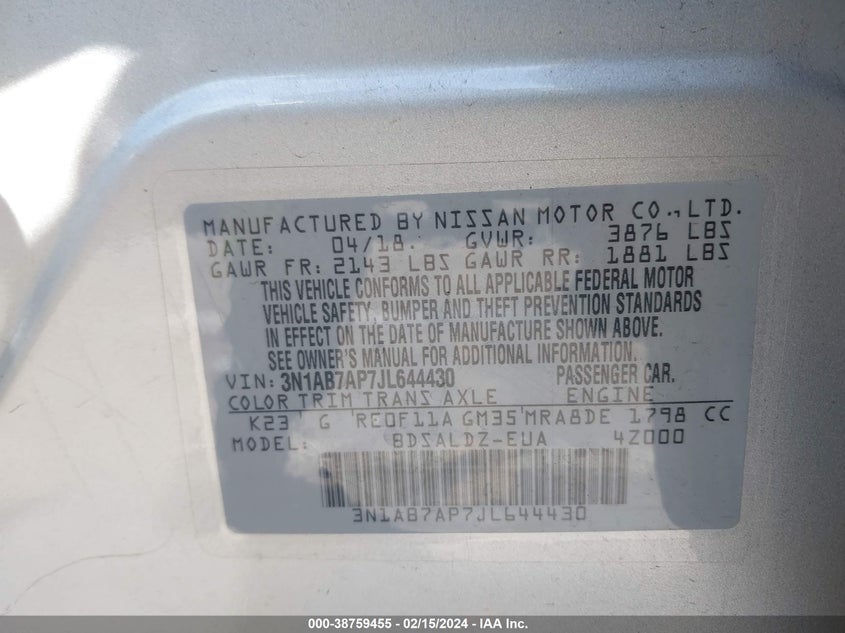 MANUFACTURED BY NISSAN MOTOR CO.,LTD.
DATE: 04/18. GVWR: 3876 LBS
GAWR FR: 2143 LBS GAWR RR: 1881 LBS
THIS VEHICLE CONFORMS TO ALL APPLICABLE FEDERAL MOTOR
VEHICLE SAFETY, BUMPER AND THEFT PREVENTION STANDARDS
IN EFFECT ON THE DATE OF MANUFACTURE SHOWN ABOVE.
SEE OWNER'S MANUAL FOR ADDITIONAL INFORMATION.
VIN: 3N1AB7AP7JL644430 PASSENGER CAR.
COLOR TRIM TRANS AXLE ENGINE
K23 G RE0F11A GM35 MRA8DE 1798 CC
MODEL: BDSALDZ-EUA 4Z000
3N1AB7AP7JL644430
000-38759455 - 02/15/2024 - IAA Inc.